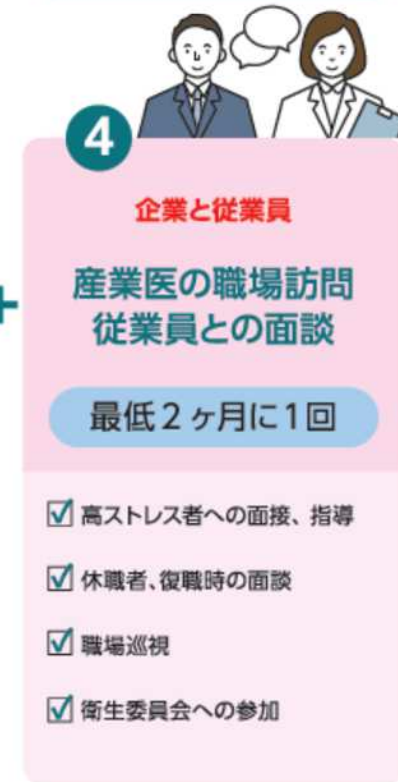 4
企業と従業員
+
産業医の職場訪問
従業員との面談
最低2ヶ月に1回
高ストレス者への面接、指導
休職者、復職時の面談
職場巡視
衛生委員会への参加